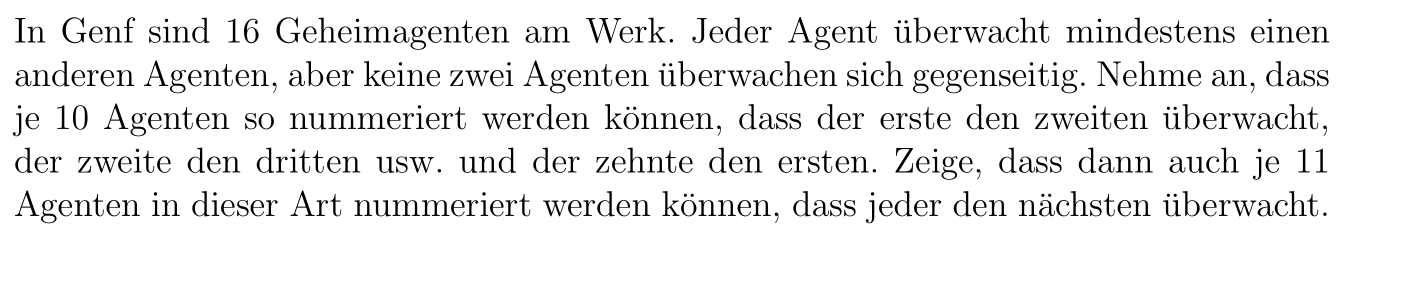 In Genf sind 16 Geheimagenten am Werk. Jeder Agent überwacht mindestens einen
anderen Agenten, aber keine zwei Agenten überwachen sich gegenseitig. Nehme an, dass
je 10 Agenten so nummeriert werden können, dass der erste den zweiten überwacht,
der zweite den dritten usw. und der zehnte den ersten. Zeige, dass dann auch je 11
Agenten in dieser Art nummeriert werden können, dass jeder den nächsten überwacht.